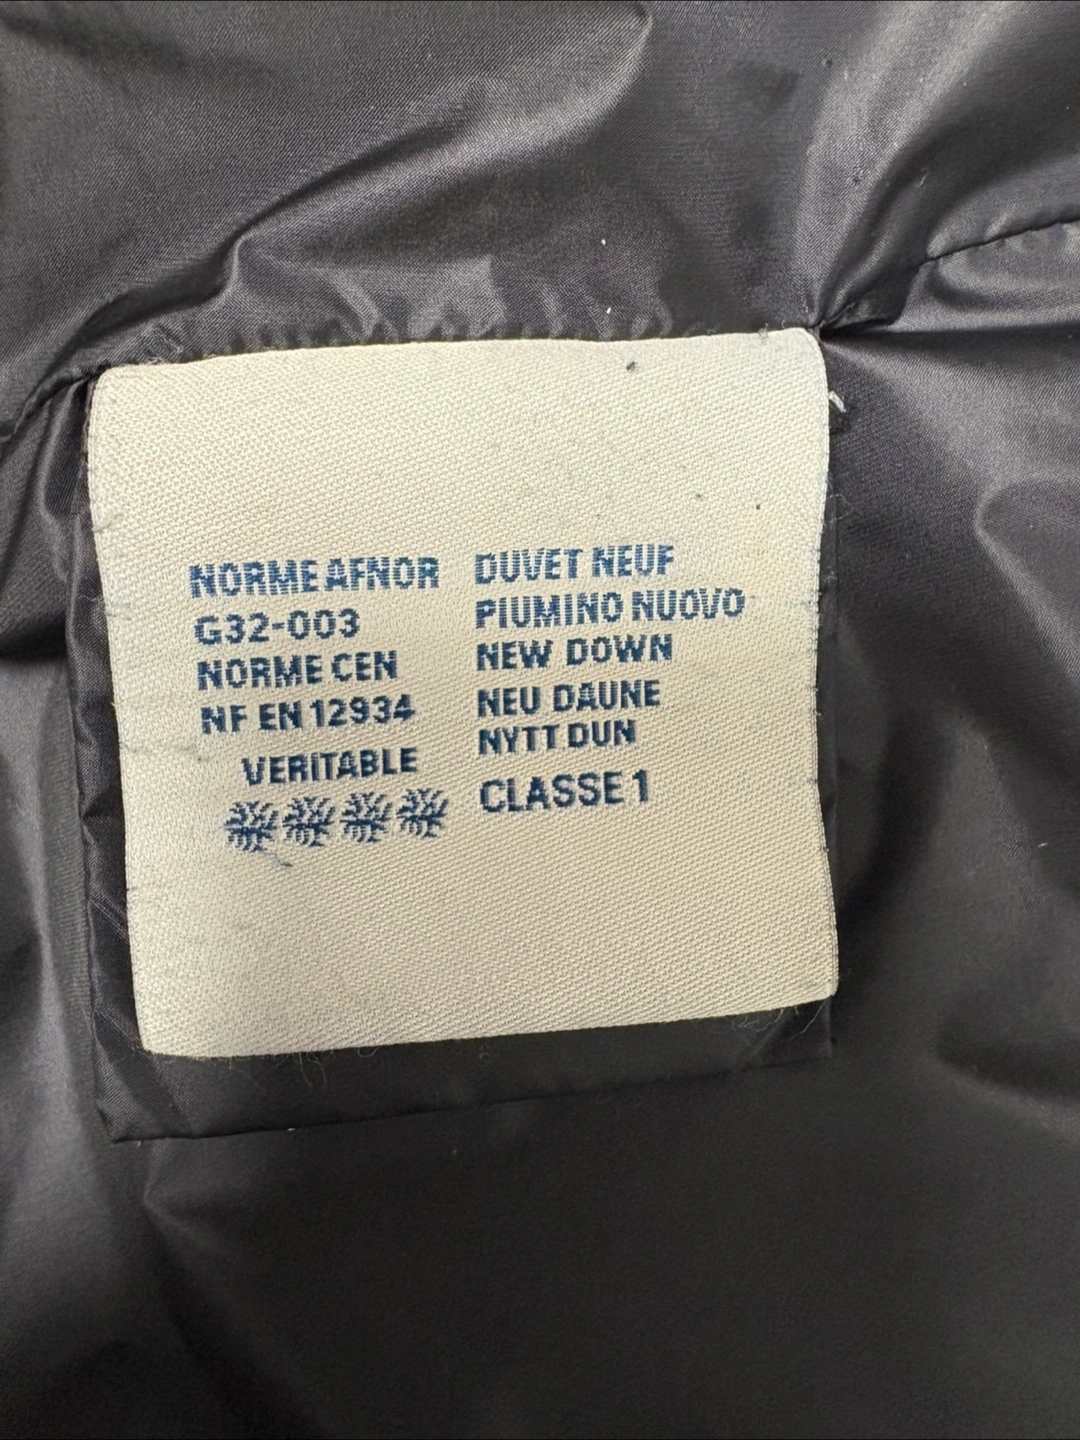 NORME AFNOR
G32-003
NORME CEN
NF EN 12934
VERITABLE
DUVET NEUF
PIUMINO NUOVO
NEW DOWN
NEU DAUNE
NYTT DUN
CLASSE 1